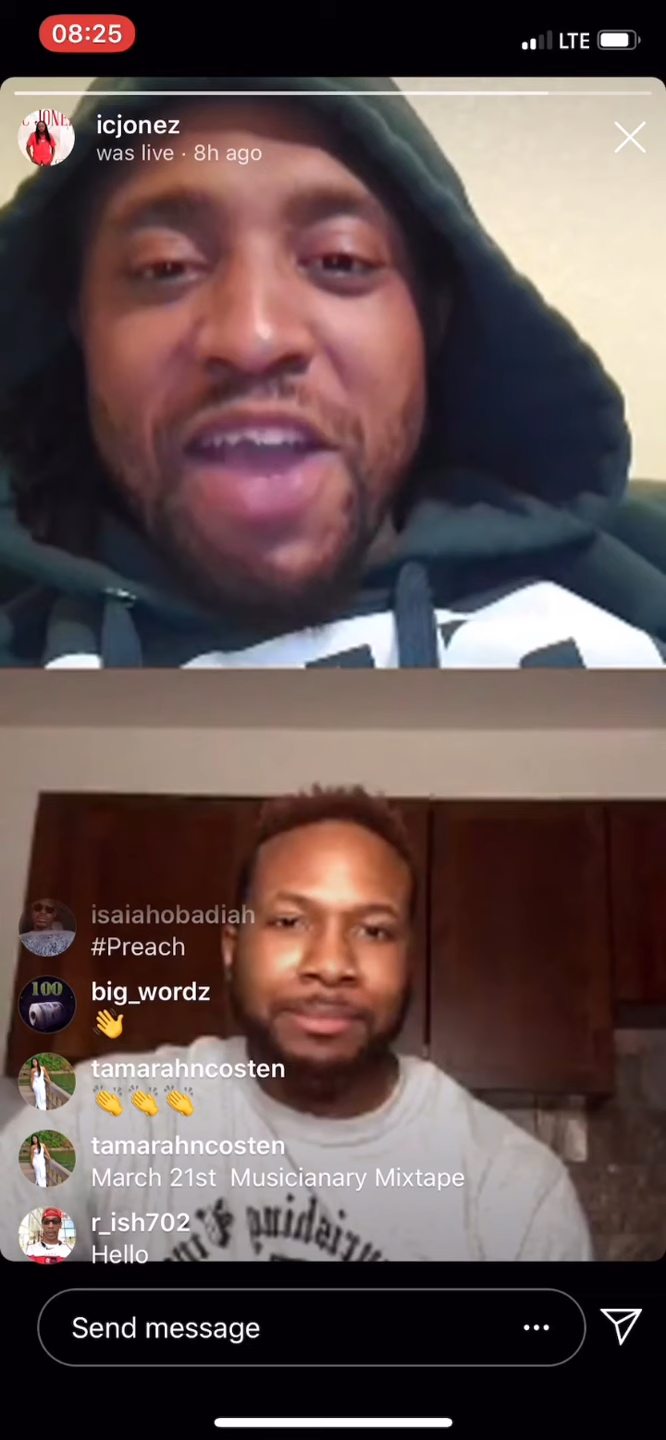 08:25
LTE
icjonez
was live · 8h ago
isaiahobadiah
#Preach
big_wordz
👋
tamarahncosten
👏👏👏
tamarahncosten
March 21st Musicianary Mixtape
r_ish702
Hello
Send message